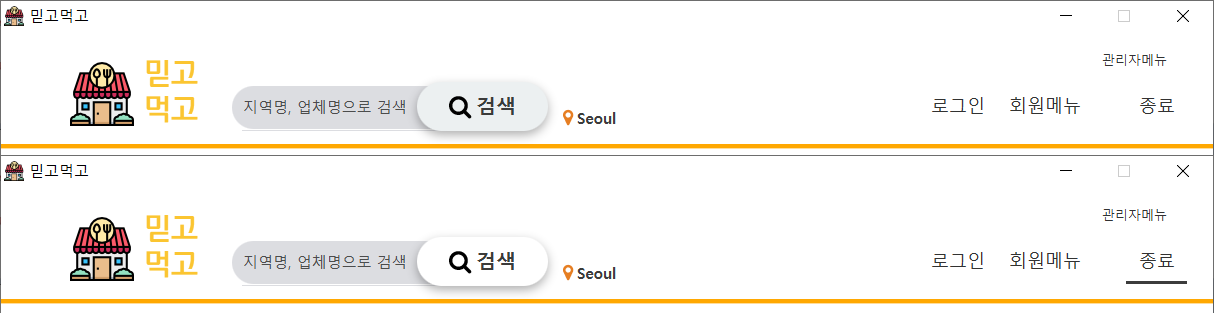 믿고먹고
관리자메뉴
믿고
먹고
지역명, 업체명으로 검색
검색
Seoul
로그인 회원메뉴 종료
믿고먹고
관리자메뉴
믿고
먹고
지역명, 업체명으로 검색
검색
Seoul
로그인 회원메뉴 종료